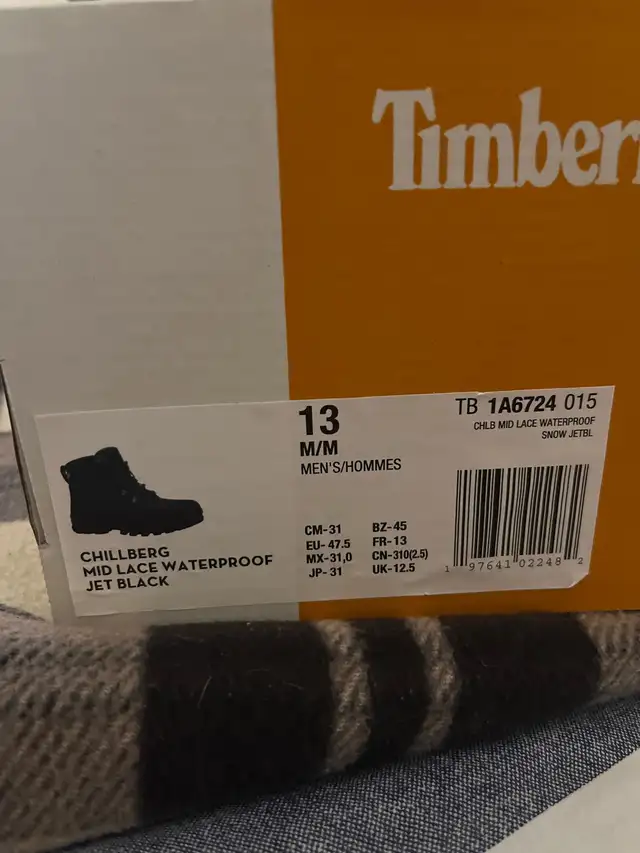 Timber
13
M/M
MEN'S/HOMMES
TB 1A6724 015
CHLB MID LACE WATERPROOF
SNOW JETBL
CHILLBERG
MID LACE WATERPROOF
JET BLACK
CM-31 BZ-45
EU- 47.5 FR-13
MX-31,0 CN-310(2.5)
JP- 31 UK-12.5
1 97641 02248 2